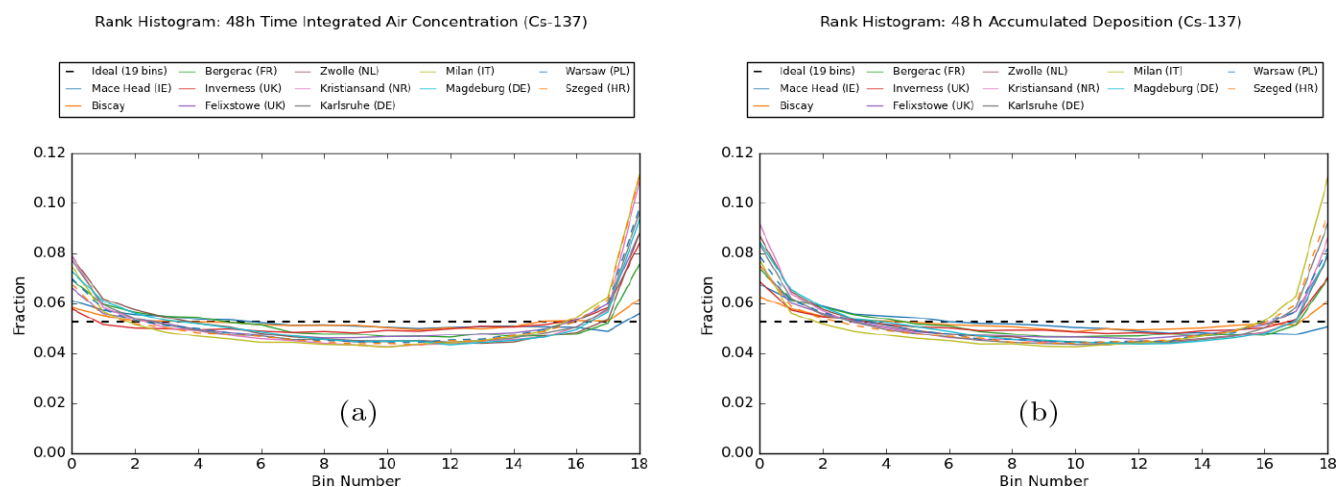 Rank Histogram: 48h Time Integrated Air Concentration (Cs-137)
Ideal (19 bins) Bergerac (FR) Zwolle (NL) Milan (IT) Warsaw (PL)
Mace Head (IE) Inverness (UK) Kristiansand (NR) Magdeburg (DE) Szeged (HR)
Biscay Felixstowe (UK) Karlsruhe (DE)
0.12
0.10
0.08
0.06
0.04
0.02
0.00
Fraction
(a)
0 2 4 6 8 10 12 14 16 18
Bin Number
Rank Histogram: 48h Accumulated Deposition (Cs-137)
Ideal (19 bins) Bergerac (FR) Zwolle (NL) Milan (IT) Warsaw (PL)
Mace Head (IE) Inverness (UK) Kristiansand (NR) Magdeburg (DE) Szeged (HR)
Biscay Felixstowe (UK) Karlsruhe (DE)
0.12
0.10
0.08
0.06
0.04
0.02
0.00
Fraction
(b)
0 2 4 6 8 10 12 14 16 18
Bin Number